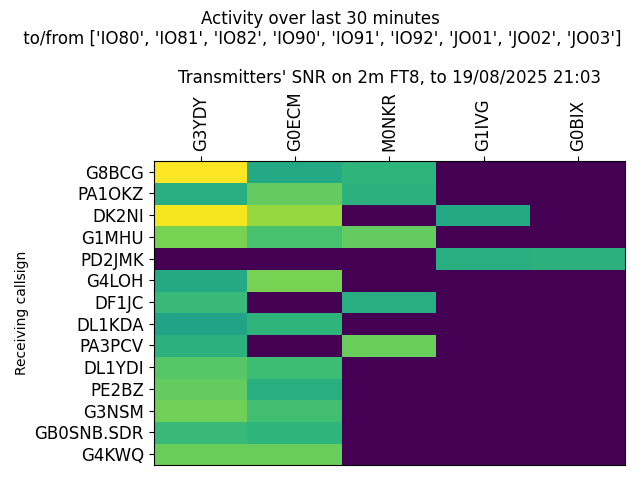 Activity over last 30 minutes
to/from ['IO80', 'IO81', 'IO82', 'IO90', 'IO91', 'IO92', 'JO01', 'JO02', 'JO03']
Transmitters' SNR on 2m FT8, to 19/08/2025 21:03
G3YDY
G0ECM
M0NKR
G1IVG
G0BIX
Receiving callsign
G8BCG
PA1OKZ
DK2NI
G1MHU
PD2JMK
G4LOH
DF1JC
DL1KDA
PA3PCV
DL1YDI
PE2BZ
G3NSM
GB0SNB.SDR
G4KWQ